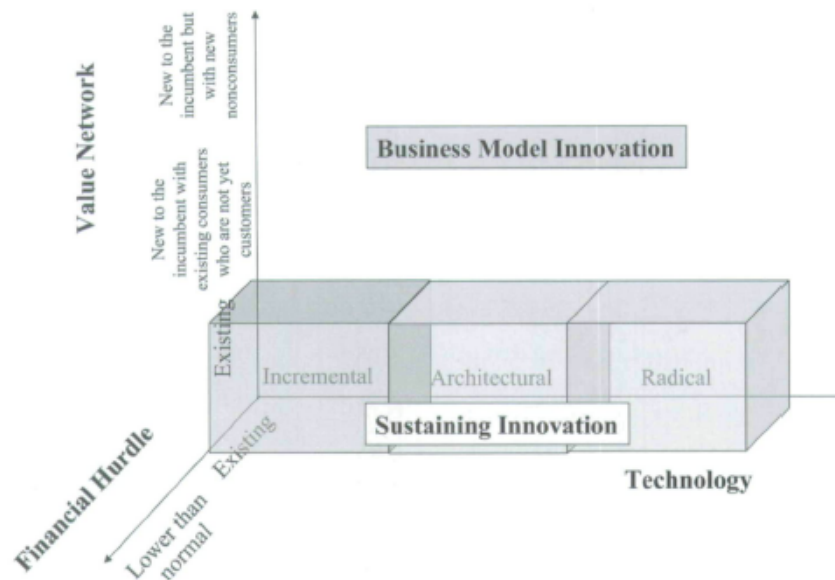 Value Network
New to the
incumbent but
with new
nonconsumers
New to the
incumbent with
existing consumers
who are not yet
customers
Existing
Business Model Innovation
Incremental
Architectural
Radical
Sustaining Innovation
Technology
Existing
Lower than
normal
Financial Hurdle